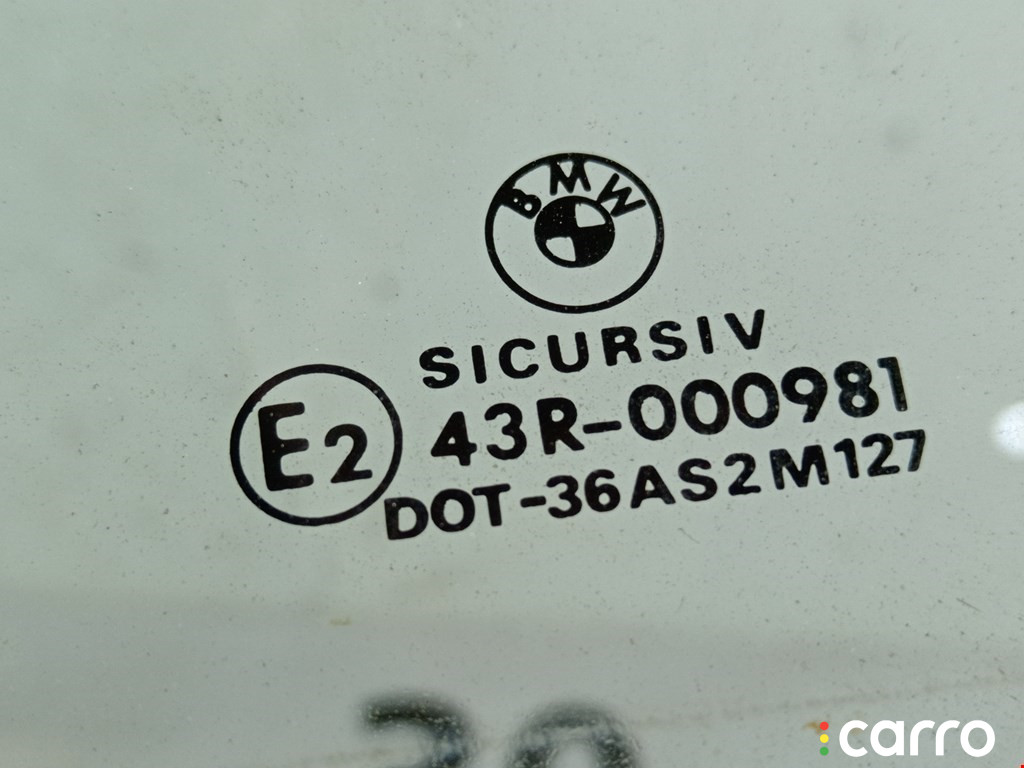 BMW
SICURSIV
E2
43R-000981
DOT-36AS2M127
carro